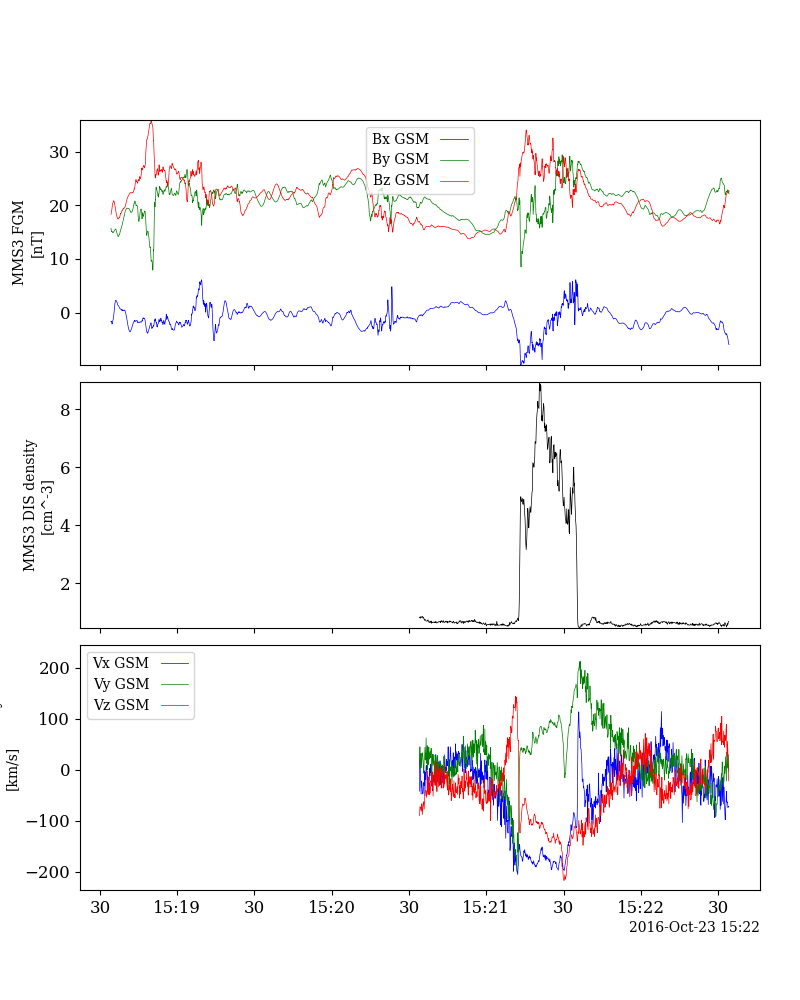 Bx GSM
By GSM
Bz GSM
30
20
10
0
MMS3 FGM
[nT]
8
6
4
2
MMS3 DIS density
[cm^-3]
Vx GSM
Vy GSM
Vz GSM
200
100
0
−100
−200
[km/s]
30 15:19 30 15:20 30 15:21 30 15:22 30
2016-Oct-23 15:22